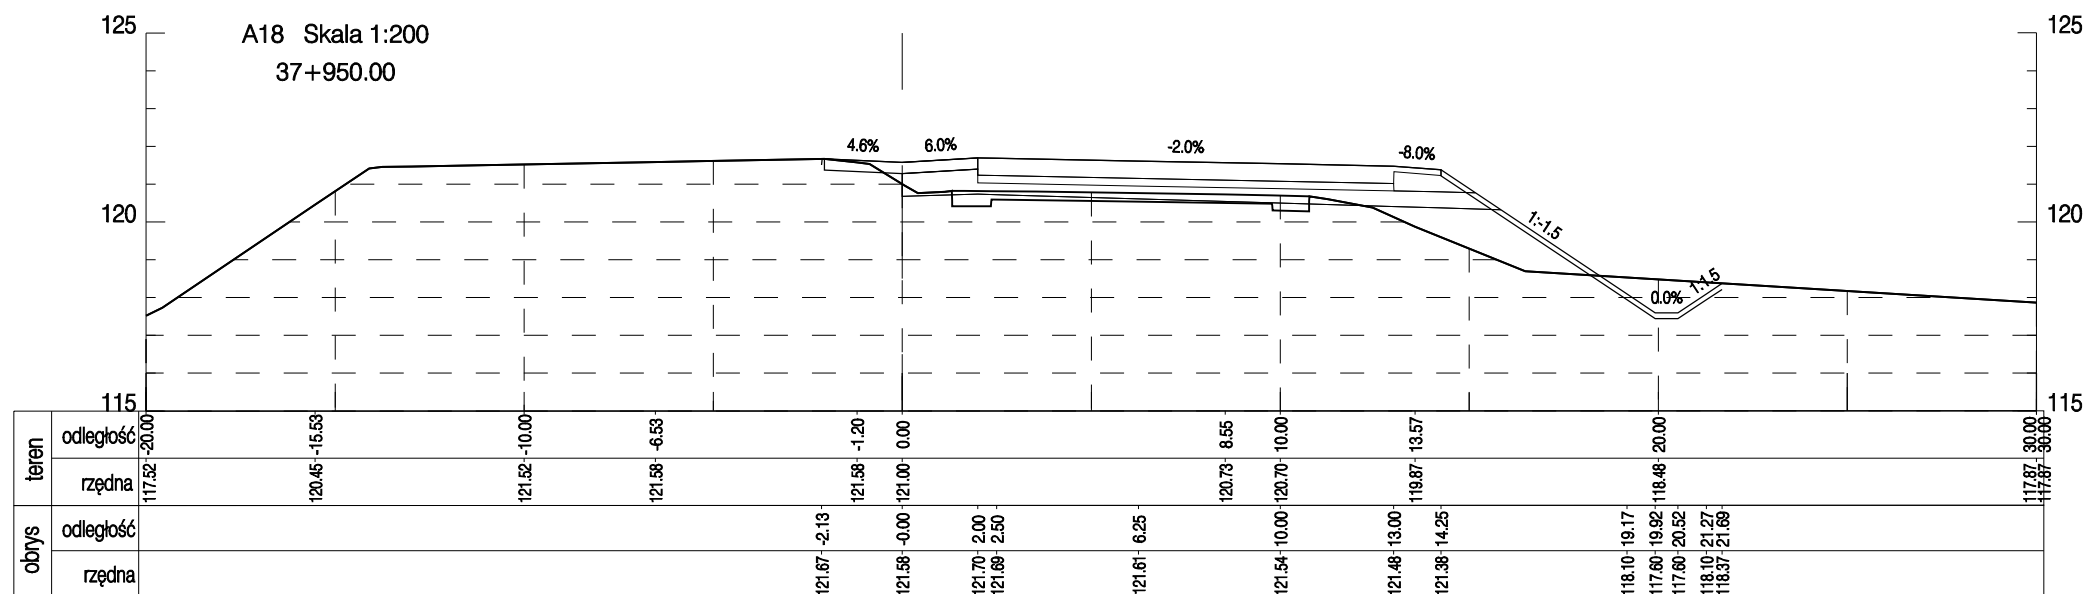 125
A18 Skala 1:200
37+950.00
125
4.6% 6.0% -2.0% -8.0%
120
120
1:-1.5
0.0%
1:1.5
115
115
teren
odległość -20.00 -15.53 -10.00 -6.53 -1.20 0.00 8.55 10.00 13.57 20.00 30.00 30.00
rzędna 117.52 120.45 121.52 121.58 121.58 121.00 120.73 120.70 119.87 118.48 117.87 117.87
obrys
odległość -2.13 -0.00 2.00 2.50 6.25 10.00 13.00 14.25 19.17 19.92 20.52 21.27 21.69
rzędna 121.67 121.58 121.70 121.69 121.61 121.54 121.48 121.38 118.10 117.60 117.60 118.10 118.37